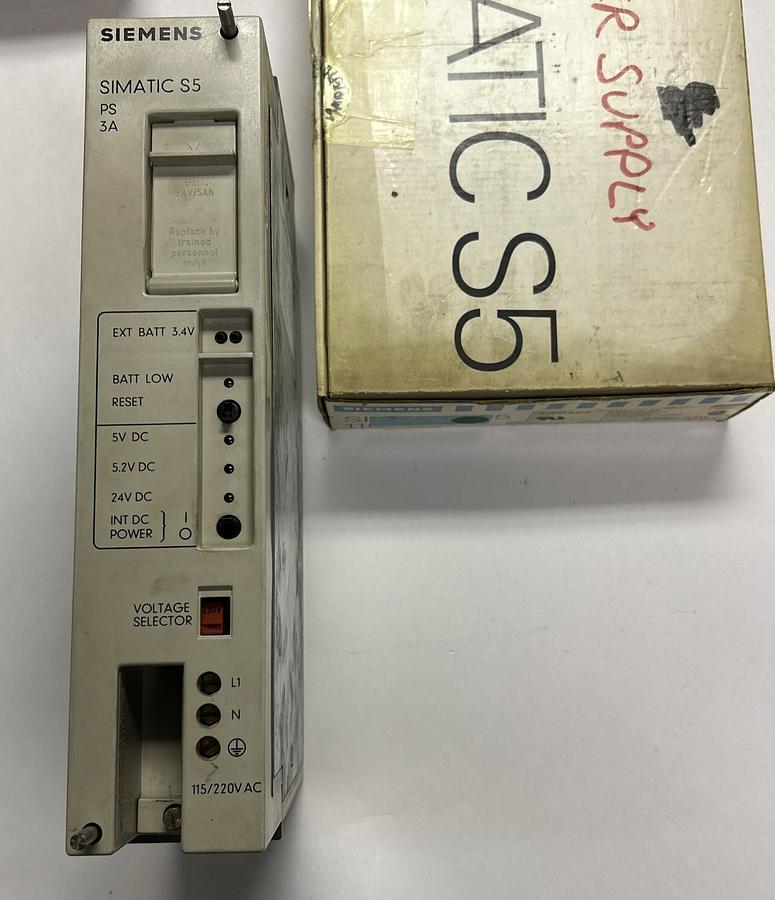 SIEMENS
SIMATIC S5
PS
3A
Batt.
3,4V/5Ah
Replace by
trained
personnel
only!
EXT BATT 3.4V
BATT LOW
RESET
5V DC
5.2V DC
24V DC
INT DC
POWER
I
O
VOLTAGE
SELECTOR
230V
L1
N
115/220V AC
R SUPPLY
ATIC S5
SIEMENS